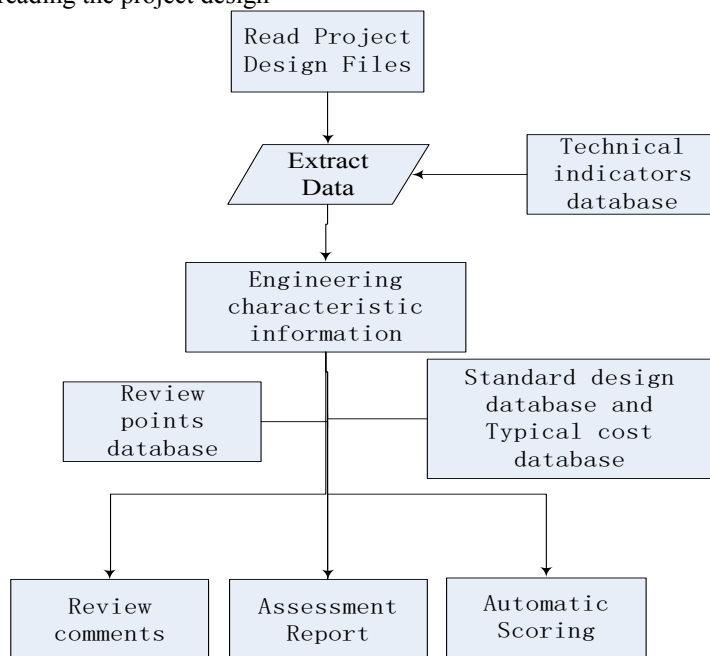 reading the project design
Read Project
Design Files
Extract
Data
Technical
indicators
database
Engineering
characteristic
information
Review
points
database
Standard design
database and
Typical cost
database
Review
comments
Assessment
Report
Automatic
Scoring